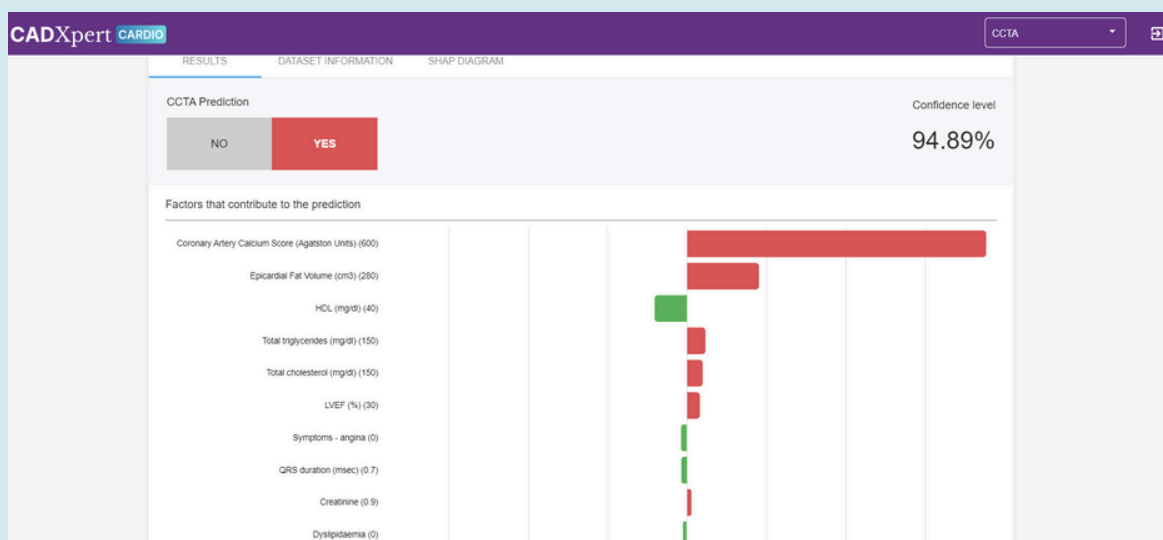 CADXpert CARDIO
CCTA
RESULTS DATASET INFORMATION SHAP DIAGRAM
CCTA Prediction
Confidence level
NO YES
94.89%
Factors that contribute to the prediction
Coronary Artery Calcium Score (Agatston Units) (600)
Epicardial Fat Volume (cm3) (280)
HDL (mg/dl) (40)
Total triglycerides (mg/dl) (150)
Total cholesterol (mg/dl) (150)
LVEF (%) (30)
Symptoms - angina (0)
QRS duration (msec) (0.7)
Creatinine (0.9)
Dyslipidaemia (0)